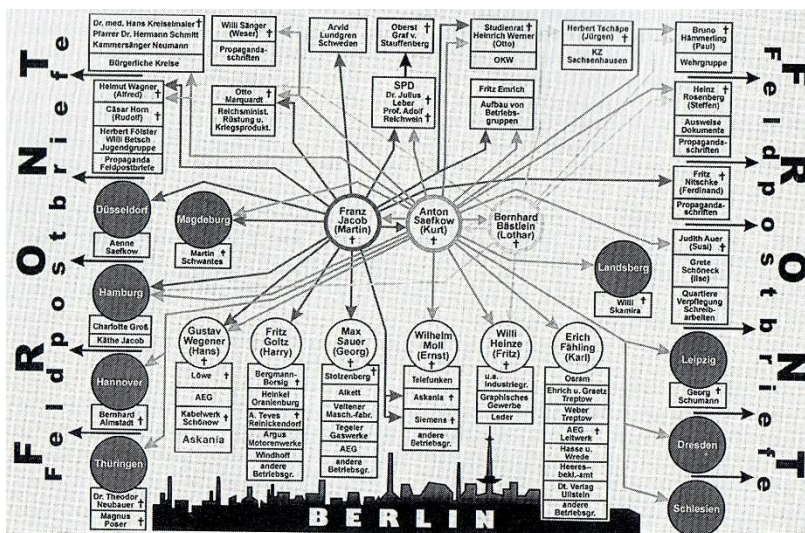 FRONT
Feldpostbriefe
Dr. med. Hans Kreiselmaier †
Pfarrer Dr. Hermann Schmitt
Kammersänger Neumann
Bürgerliche Kreise
Willi Sänger †
(Weser)
Propaganda-
schriften
Arvid
Lundgren
Schweden
Oberst †
Graf v.
Stauffenberg
Studienrat †
Heinrich Werner
(Otto)
OKW
Herbert Tschäpe
(Jürgen) †
KZ
Sachsenhausen
Bruno †
Hämmerling
(Paul)
Wehrgruppe
Helmut Wagner
(Alfred) †
Cäsar Horn †
(Rudolf)
Herbert Fölster
Willi Betsch
Jugendgruppe
Propaganda
Feldpostbriefe
Otto †
Marquardt
Reichsminist.
Rüstung u.
Kriegsprodukt.
SPD
Dr. Julius †
Leber
Prof. Adolf
Reichwein †
Fritz Emrich
Aufbau von
Betriebs-
gruppen
Heinz †
Rosenberg
(Steffen)
Ausweise
Dokumente
Propaganda-
schriften
Fritz †
Nitschke
(Ferdinand)
Propaganda-
schriften
Düsseldorf
Aenne
Saefkow
Magdeburg
Martin †
Schwantes
Franz
Jacob
(Martin)
†
Anton
Saefkow
(Kurt)
†
Bernhard
Bästlein
(Lothar)
†
Judith Auer
(Susi) †
Grete
Schöneck
(Ilse)
Quartiere
Verpflegung
Schreib-
arbeiten
Landsberg
Willi †
Skamira
Hamburg
Charlotte Groß
Käthe Jacob
Gustav
Wegener
(Hans)
†
Löwe †
AEG
Kabelwerk †
Schönow
Askania
Fritz
Goltz
(Harry)
†
Bergmann-
Borsig †
Heinkel
Oranienburg
A. Teves †
Reinickendorf
Argus
Motorenwerke
Windhoff
andere
Betriebsgr.
Max
Sauer
(Georg)
†
Stolzenberg †
Alkett
Veltener
Masch.-fabr.
Tegeler
Gaswerke
AEG
andere
Betriebsgr.
Wilhelm
Moll
(Ernst)
†
Telefunken
Askania †
Siemens †
andere
Betriebsgr.
Willi
Heinze
(Fritz)
†
u.a.
Industriegr.
Graphisches
Gewerbe
Leder
Erich
Fähling
(Karl)
Osram
Ehrich u. Graetz
Treptow
Weber
Treptow
AEG †
Leitwerk
Hasse u.
Wrede
Heeres-
bekl.-amt
Dt. Verlag
Ullstein
andere
Betriebsgr.
Hannover
Bernhard
Almstadt †
Thüringen
Dr. Theodor
Neubauer †
Magnus †
Poser
Leipzig
Georg †
Schumann
Dresden
Schlesien
BERLIN
FRONT
Feldpostbriefe